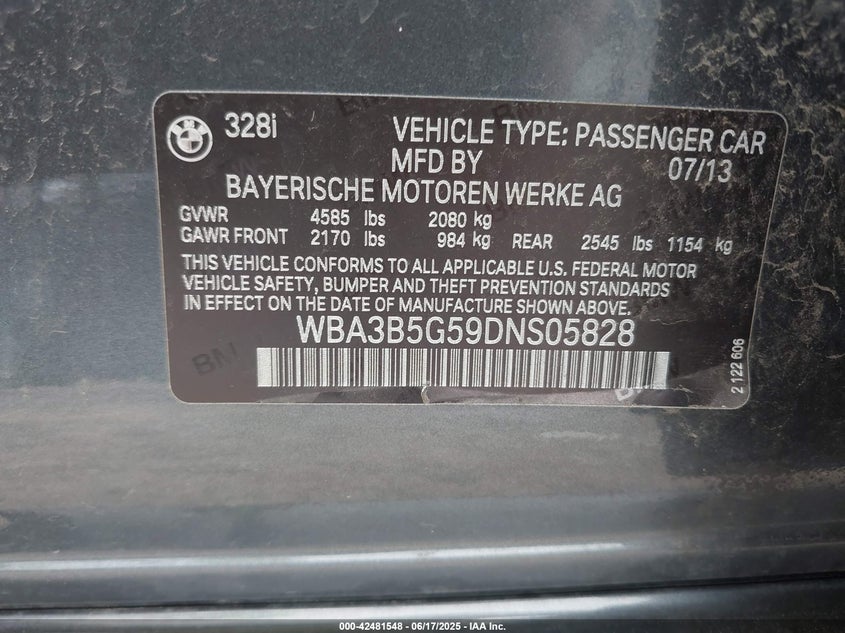 328i VEHICLE TYPE: PASSENGER CAR
MFD BY 07/13
BAYERISCHE MOTOREN WERKE AG
GVWR 4585 lbs 2080 kg
GAWR FRONT 2170 lbs 984 kg REAR 2545 lbs 1154 kg
THIS VEHICLE CONFORMS TO ALL APPLICABLE U.S. FEDERAL MOTOR
VEHICLE SAFETY, BUMPER AND THEFT PREVENTION STANDARDS
IN EFFECT ON THE DATE OF MANUFACTURE SHOWN ABOVE.
WBA3B5G59DNS05828
2 122 606
000-42481548 - 06/17/2025 - IAA Inc.